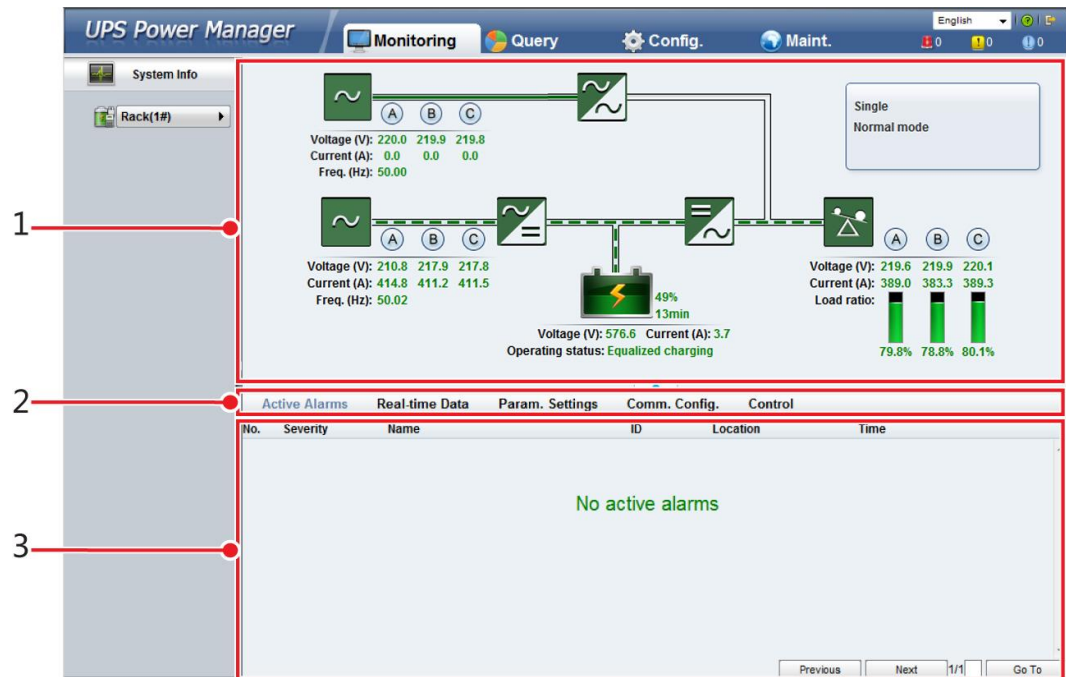 UPS Power Manager
Monitoring
Query
Config.
Maint.
English
0 0 0
System Info
Rack(1#)
1
A B C
Voltage (V): 220.0 219.9 219.8
Current (A): 0.0 0.0 0.0
Freq. (Hz): 50.00
Single
Normal mode
A B C
Voltage (V): 210.8 217.9 217.8
Current (A): 414.8 411.2 411.5
Freq. (Hz): 50.02
49%
13min
Voltage (V): 576.6 Current (A): 3.7
Operating status: Equalized charging
A B C
Voltage (V): 219.6 219.9 220.1
Current (A): 389.0 383.3 389.3
Load ratio:
79.8% 78.8% 80.1%
2
Active Alarms Real-time Data Param. Settings Comm. Config. Control
3
No. Severity Name ID Location Time
No active alarms
Previous Next 1/1 Go To